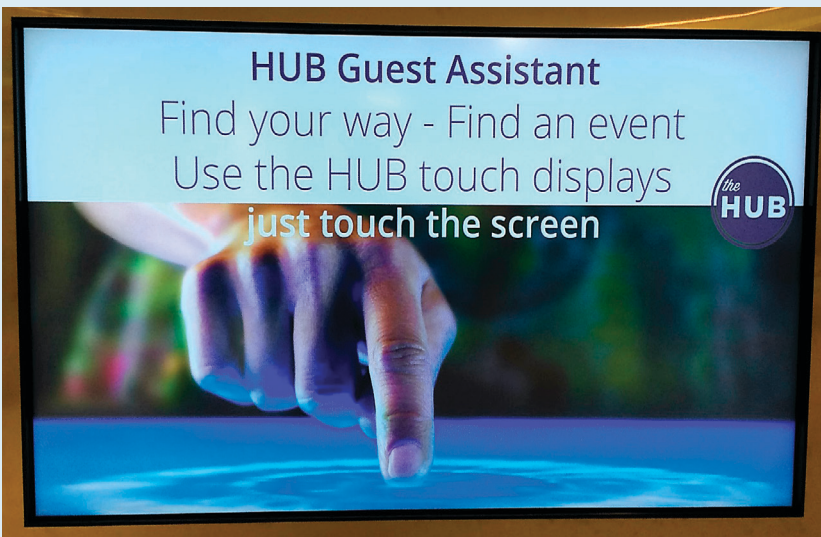 HUB Guest Assistant
Find your way - Find an event
Use the HUB touch displays
just touch the screen
the
HUB